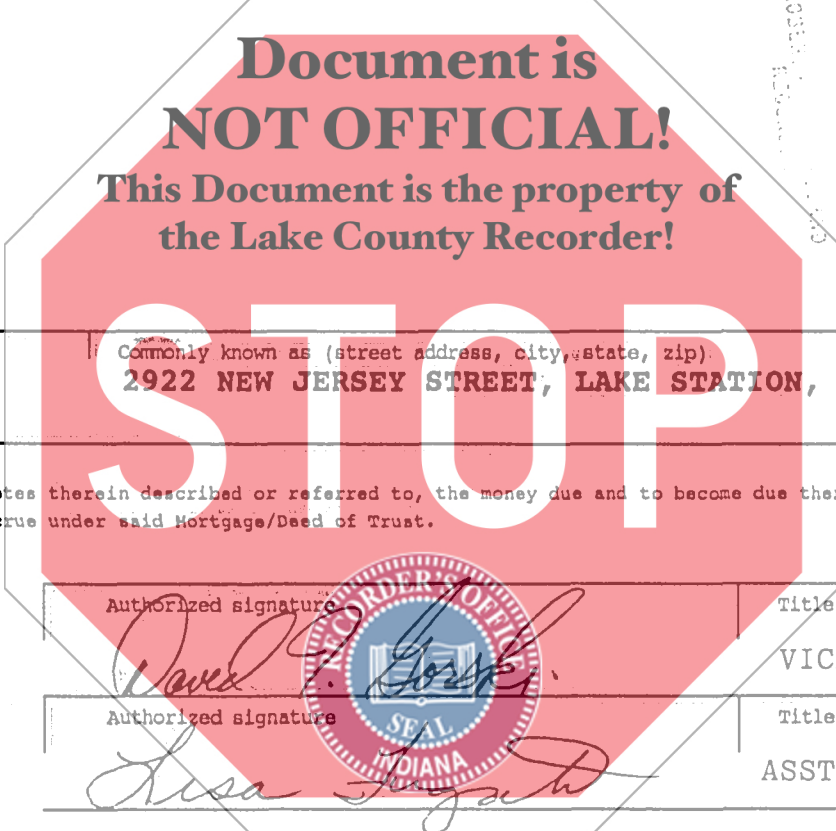 Document is
NOT OFFICIAL!
This Document is the property of
the Lake County Recorder!
STOP
Commonly known as (street address, city, state, zip)
2922 NEW JERSEY STREET, LAKE STATION,
tes therein described or referred to, the money due and to become due
rue under said Mortgage/Deed of Trust.
Authorized signature
Title
David Gorski
VIC
RECORDER'S OFFICE
SEAL
INDIANA
Authorized signature
Title
Lisa
ASST